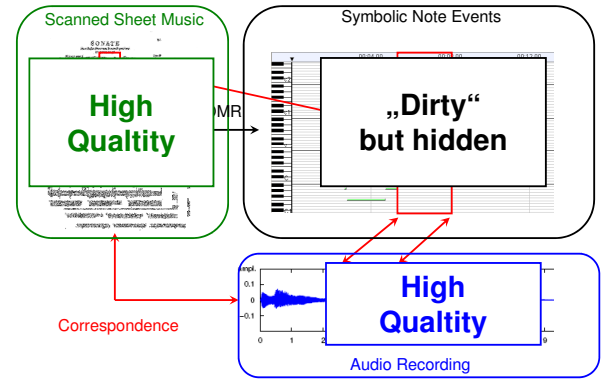 Scanned Sheet Music
Symbolic Note Events
SONATE
High
Qualtity
OMR
„Dirty“
but hidden
ampl.
0.1
0
−0.1
0 1 2 9
High
Qualtity
Correspondence
Audio Recording